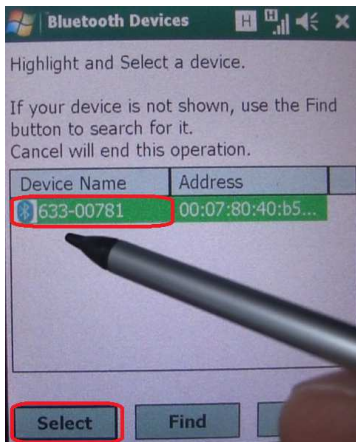 Bluetooth Devices H H
Highlight and Select a device.
If your device is not shown, use the Find
button to search for it.
Cancel will end this operation.
Device Name Address
633-00781 00:07:80:40:b5...
Select Find